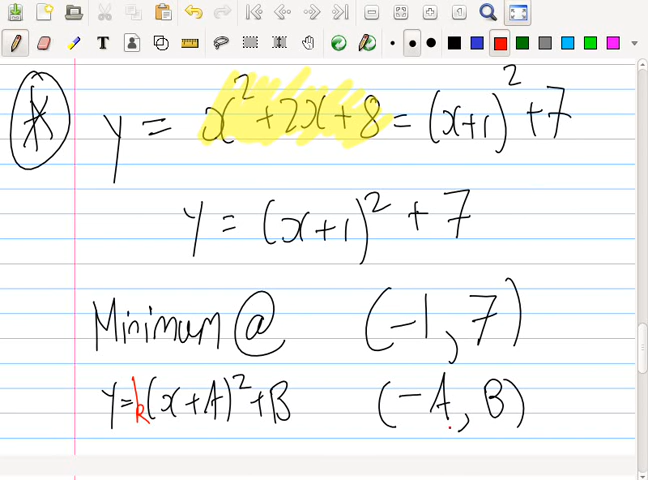 y = x² + 2x + 8 = (x+1)² + 7
y = (x+1)² + 7
Minimum @ (-1, 7)
y = k(x + A)² + B (-A, B)